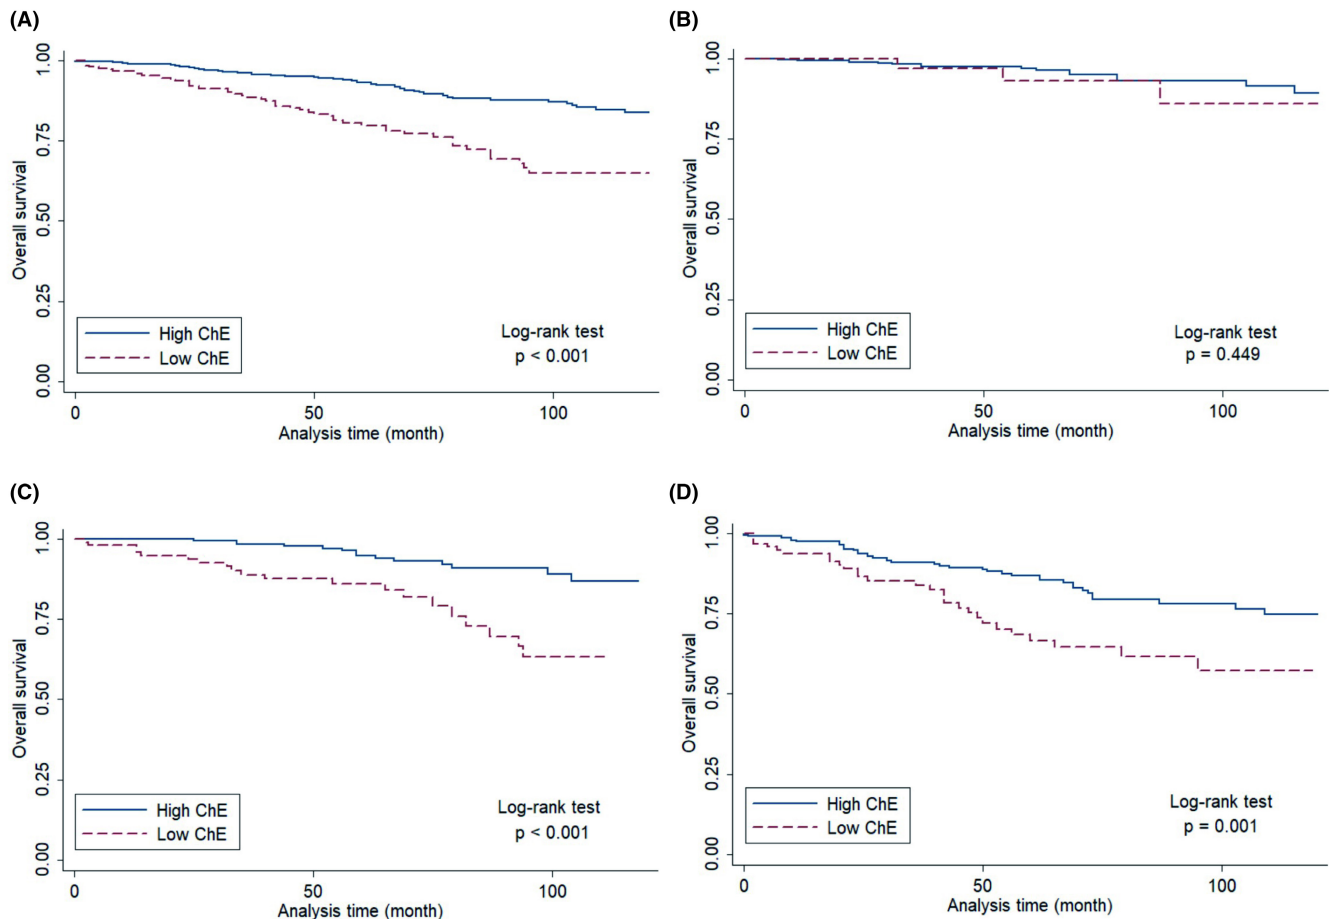 (A)
Overall survival
1.00
0.75
0.50
0.25
0.00
High ChE
Low ChE
Log-rank test
p < 0.001
0
50
100
Analysis time (month)
(B)
Overall survival
1.00
0.75
0.50
0.25
0.00
High ChE
Low ChE
Log-rank test
p = 0.449
0
50
100
Analysis time (month)
(C)
Overall survival
1.00
0.75
0.50
0.25
0.00
High ChE
Low ChE
Log-rank test
p < 0.001
0
50
100
Analysis time (month)
(D)
Overall survival
1.00
0.75
0.50
0.25
0.00
High ChE
Low ChE
Log-rank test
p = 0.001
0
50
100
Analysis time (month)